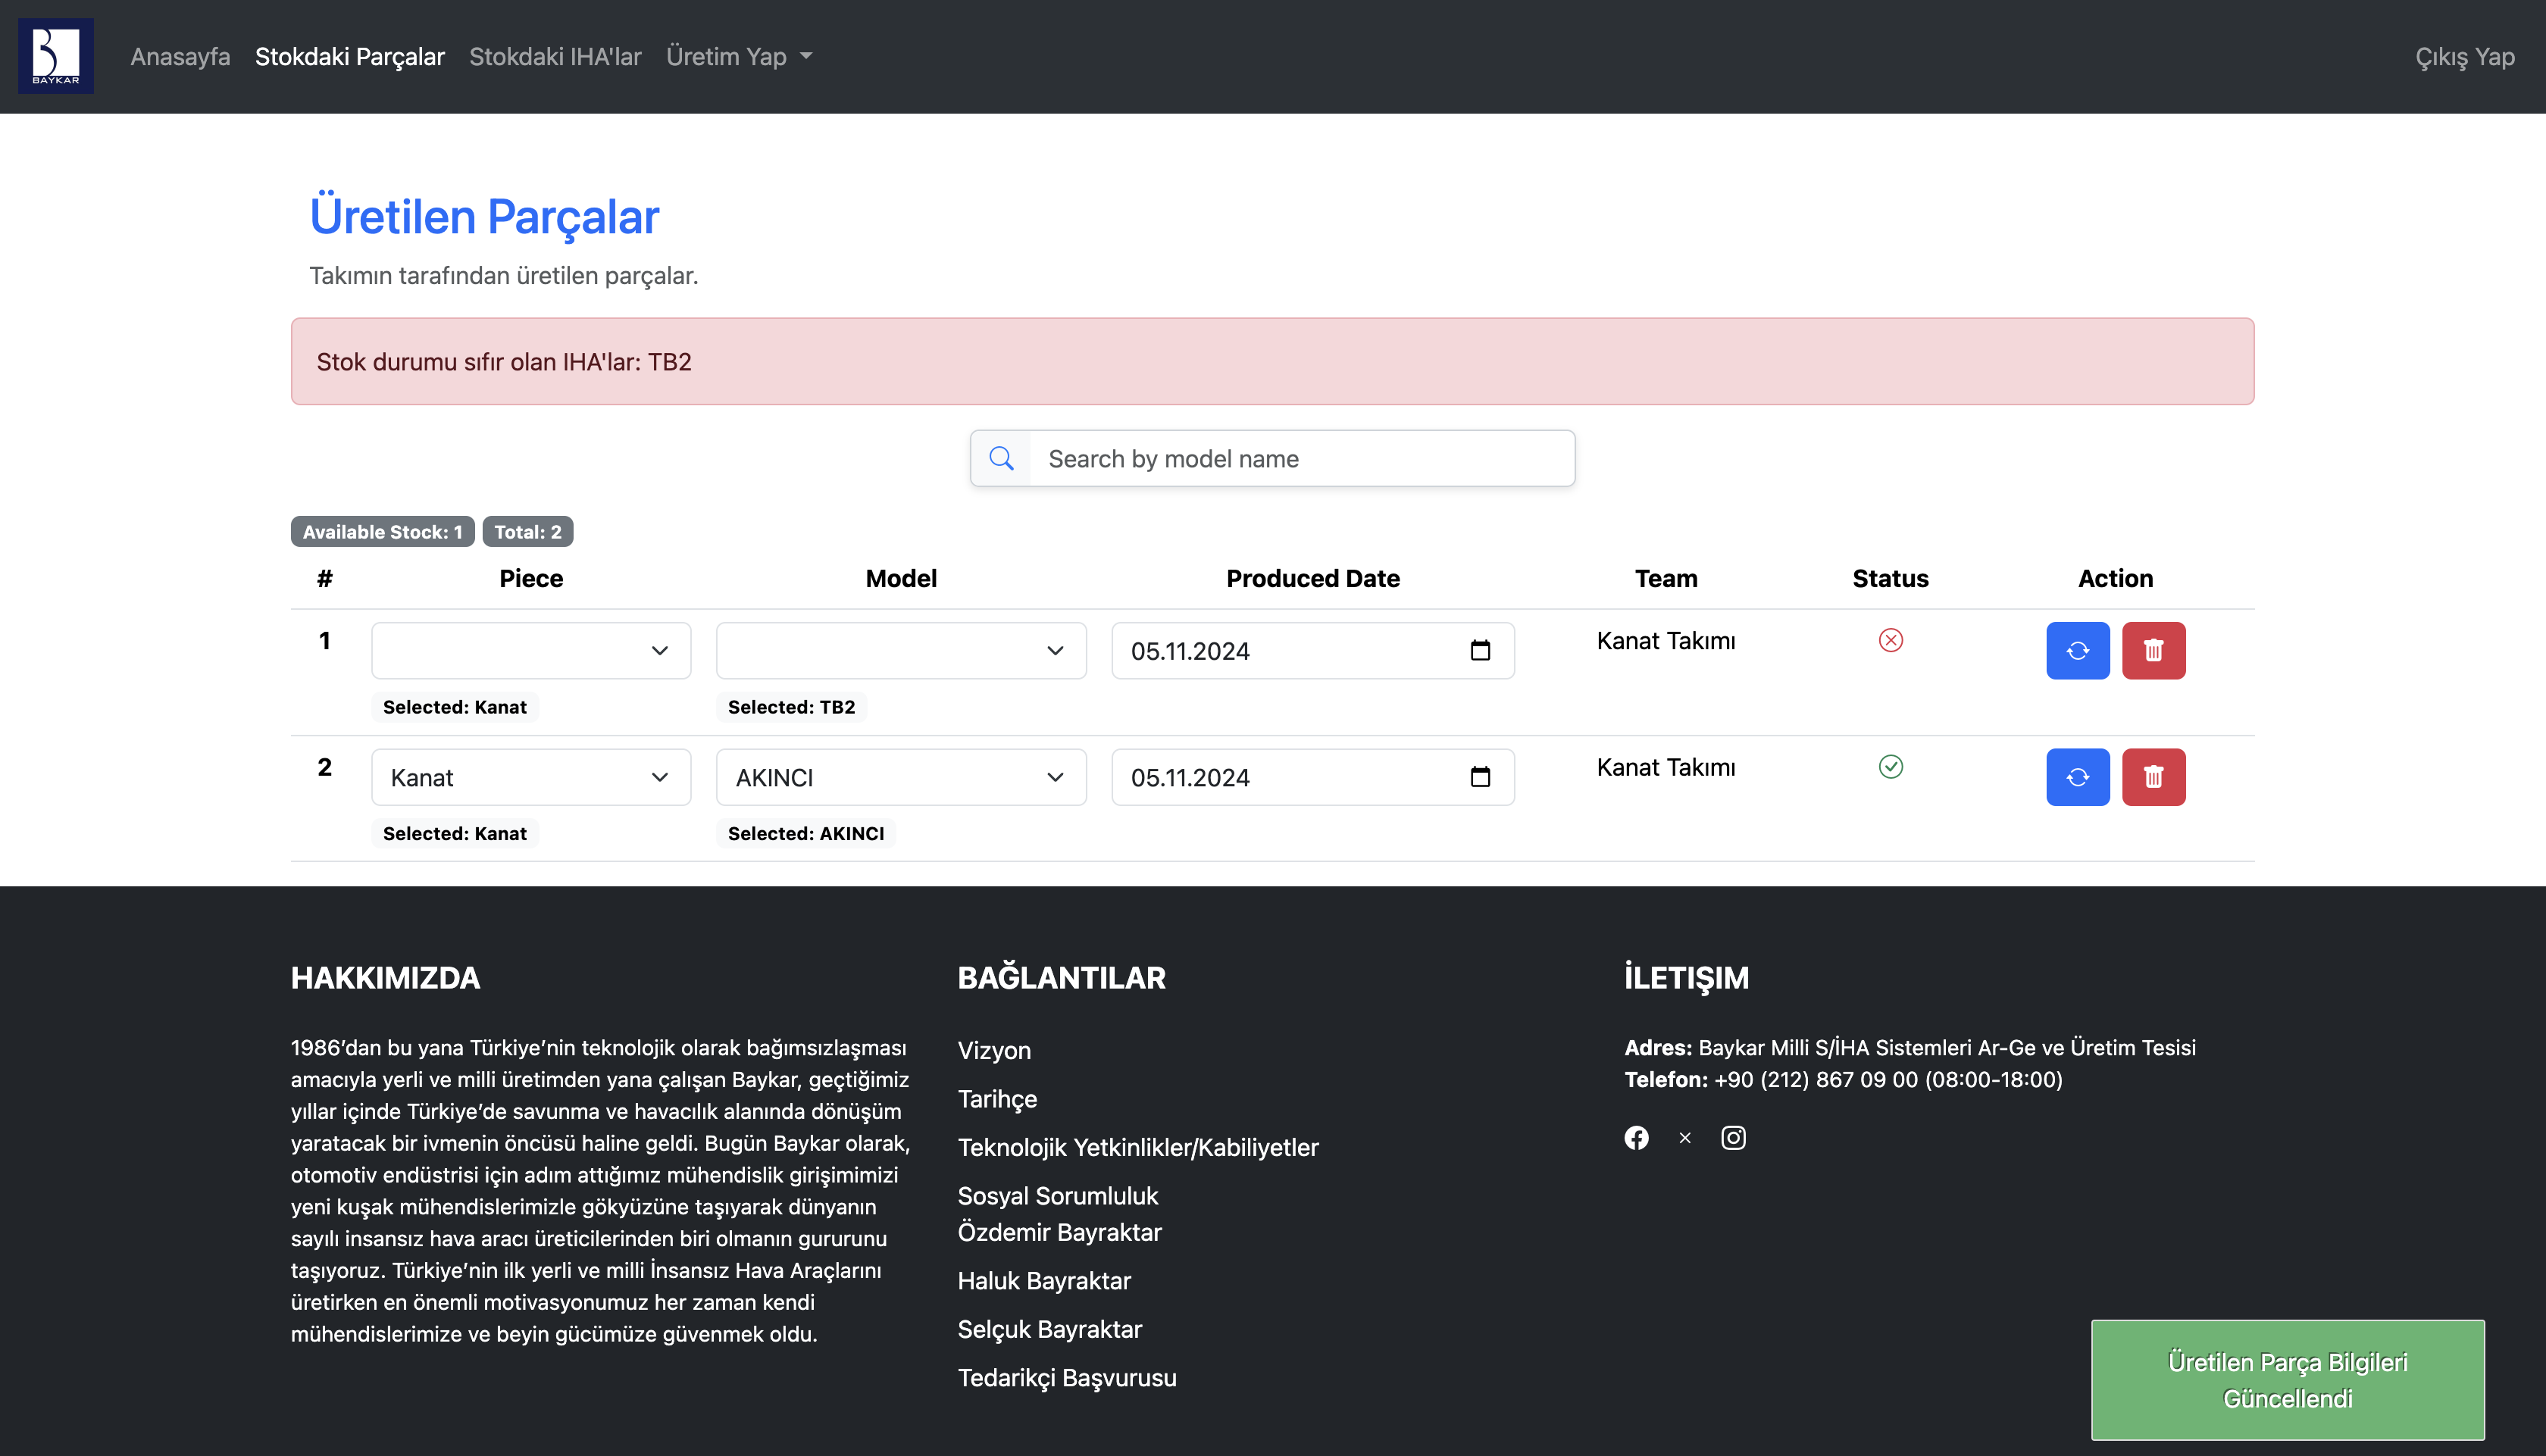 BAYKAR
Anasayfa Stokdaki Parçalar Stokdaki IHA'lar Üretim Yap Çıkış Yap
Üretilen Parçalar
Takımın tarafından üretilen parçalar.
Stok durumu sıfır olan IHA'lar: TB2
Search by model name
Available Stock: 1 Total: 2
# Piece Model Produced Date Team Status Action
1 05.11.2024 Kanat Takımı
Selected: Kanat Selected: TB2
2 Kanat AKINCI 05.11.2024 Kanat Takımı
Selected: Kanat Selected: AKINCI
HAKKIMIZDA
1986’dan bu yana Türkiye’nin teknolojik olarak bağımsızlaşması
amacıyla yerli ve milli üretimden yana çalışan Baykar, geçtiğimiz
yıllar içinde Türkiye’de savunma ve havacılık alanında dönüşüm
yaratacak bir ivmenin öncüsü haline geldi. Bugün Baykar olarak,
otomotiv endüstrisi için adım attığımız mühendislik girişimimizi
yeni kuşak mühendislerimizle gökyüzüne taşıyarak dünyanın
sayılı insansız hava aracı üreticilerinden biri olmanın gururunu
taşıyoruz. Türkiye’nin ilk yerli ve milli İnsansız Hava Araçlarını
üretirken en önemli motivasyonumuz her zaman kendi
mühendislerimize ve beyin gücümüze güvenmek oldu.
BAĞLANTILAR
Vizyon
Tarihçe
Teknolojik Yetkinlikler/Kabiliyetler
Sosyal Sorumluluk
Özdemir Bayraktar
Haluk Bayraktar
Selçuk Bayraktar
Tedarikçi Başvurusu
İLETIŞIM
Adres: Baykar Milli S/İHA Sistemleri Ar-Ge ve Üretim Tesisi
Telefon: +90 (212) 867 09 00 (08:00-18:00)
Üretilen Parça Bilgileri
Güncellendi